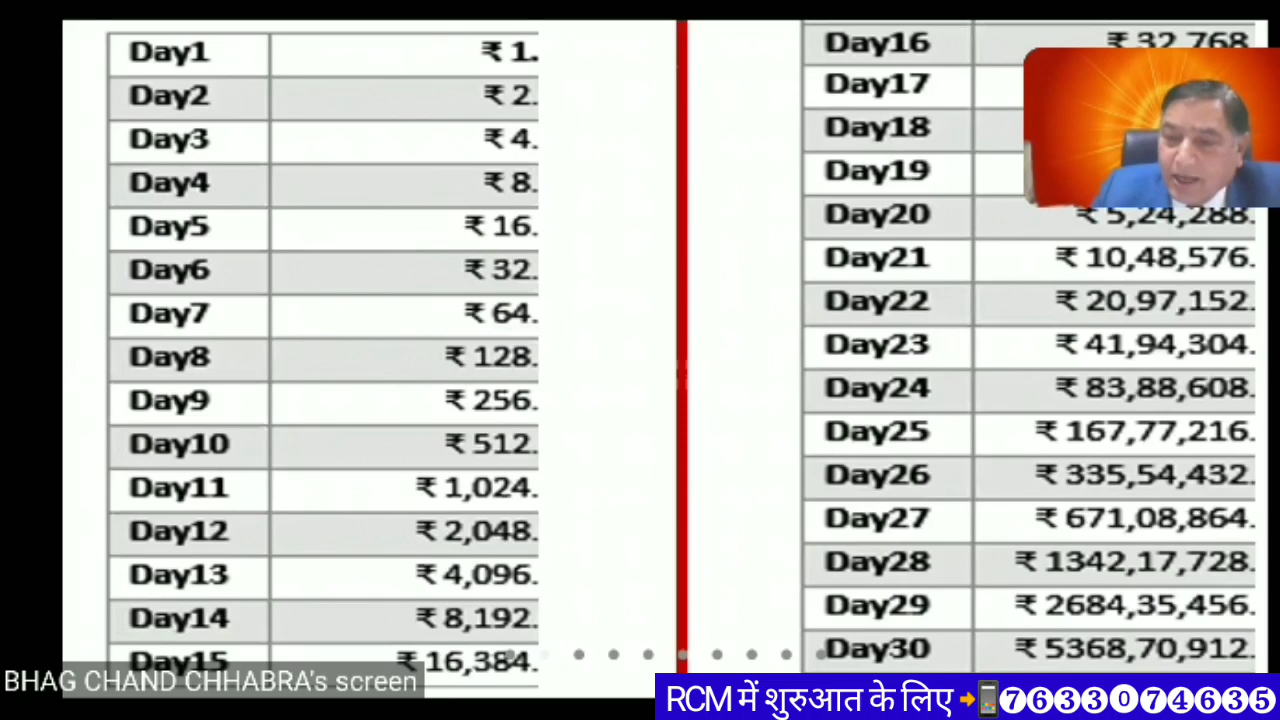 Day1 ₹ 1.
Day2 ₹ 2.
Day3 ₹ 4.
Day4 ₹ 8.
Day5 ₹ 16.
Day6 ₹ 32.
Day7 ₹ 64.
Day8 ₹ 128.
Day9 ₹ 256.
Day10 ₹ 512.
Day11 ₹ 1,024.
Day12 ₹ 2,048.
Day13 ₹ 4,096.
Day14 ₹ 8,192.
Day15 ₹ 16,384.
Day16 ₹ 32,768
Day17
Day18
Day19
Day20 ₹ 5,24,288.
Day21 ₹ 10,48,576.
Day22 ₹ 20,97,152.
Day23 ₹ 41,94,304.
Day24 ₹ 83,88,608.
Day25 ₹ 167,77,216.
Day26 ₹ 335,54,432.
Day27 ₹ 671,08,864.
Day28 ₹ 1342,17,728.
Day29 ₹ 2684,35,456.
Day30 ₹ 5368,70,912.
BHAG CHAND CHHABRA's screen
RCM में शुरुआत के लिए 7633074635